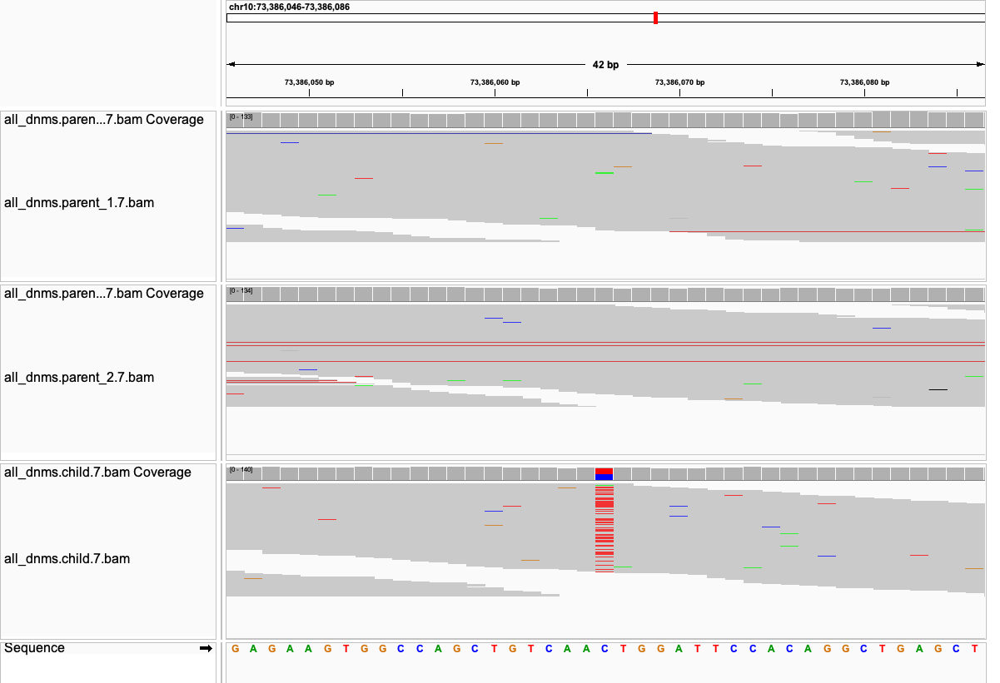 chr10:73,386,046-73,386,086
42 bp
73,386,050 bp 73,386,060 bp 73,386,070 bp 73,386,080 bp
all_dnms.paren...7.bam Coverage
[0 - 133]
all_dnms.parent_1.7.bam
all_dnms.paren...7.bam Coverage
[0 - 134]
all_dnms.parent_2.7.bam
all_dnms.child.7.bam Coverage
[0 - 140]
all_dnms.child.7.bam
Sequence G A G A A G T G G C C A G C T G T C A A C T G G A T T C C A C A G G C T G A G C T